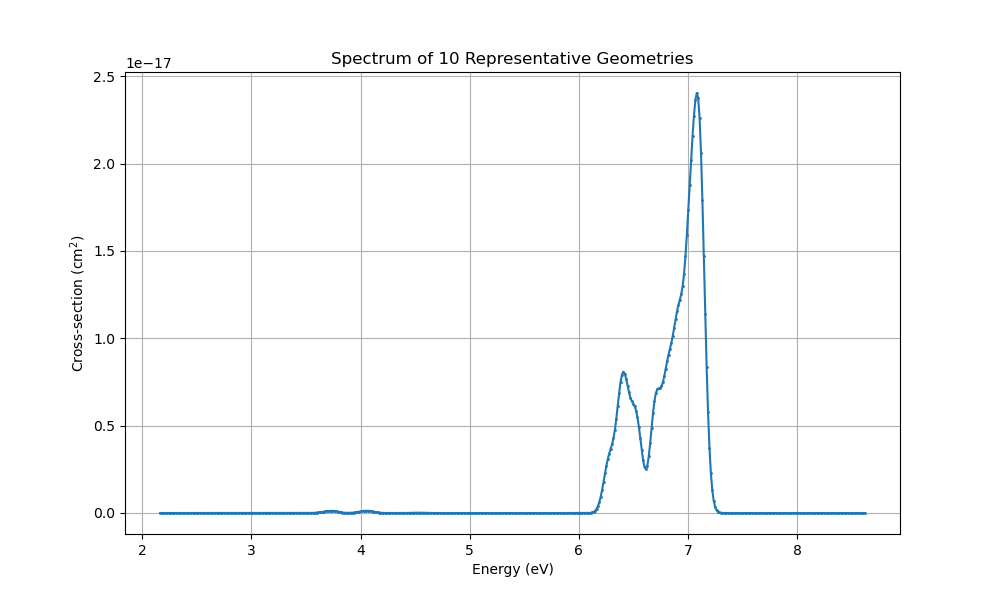 Spectrum of 10 Representative Geometries
1e−17
2.5
2.0
1.5
1.0
0.5
0.0
Cross-section (cm²)
2 3 4 5 6 7 8
Energy (eV)